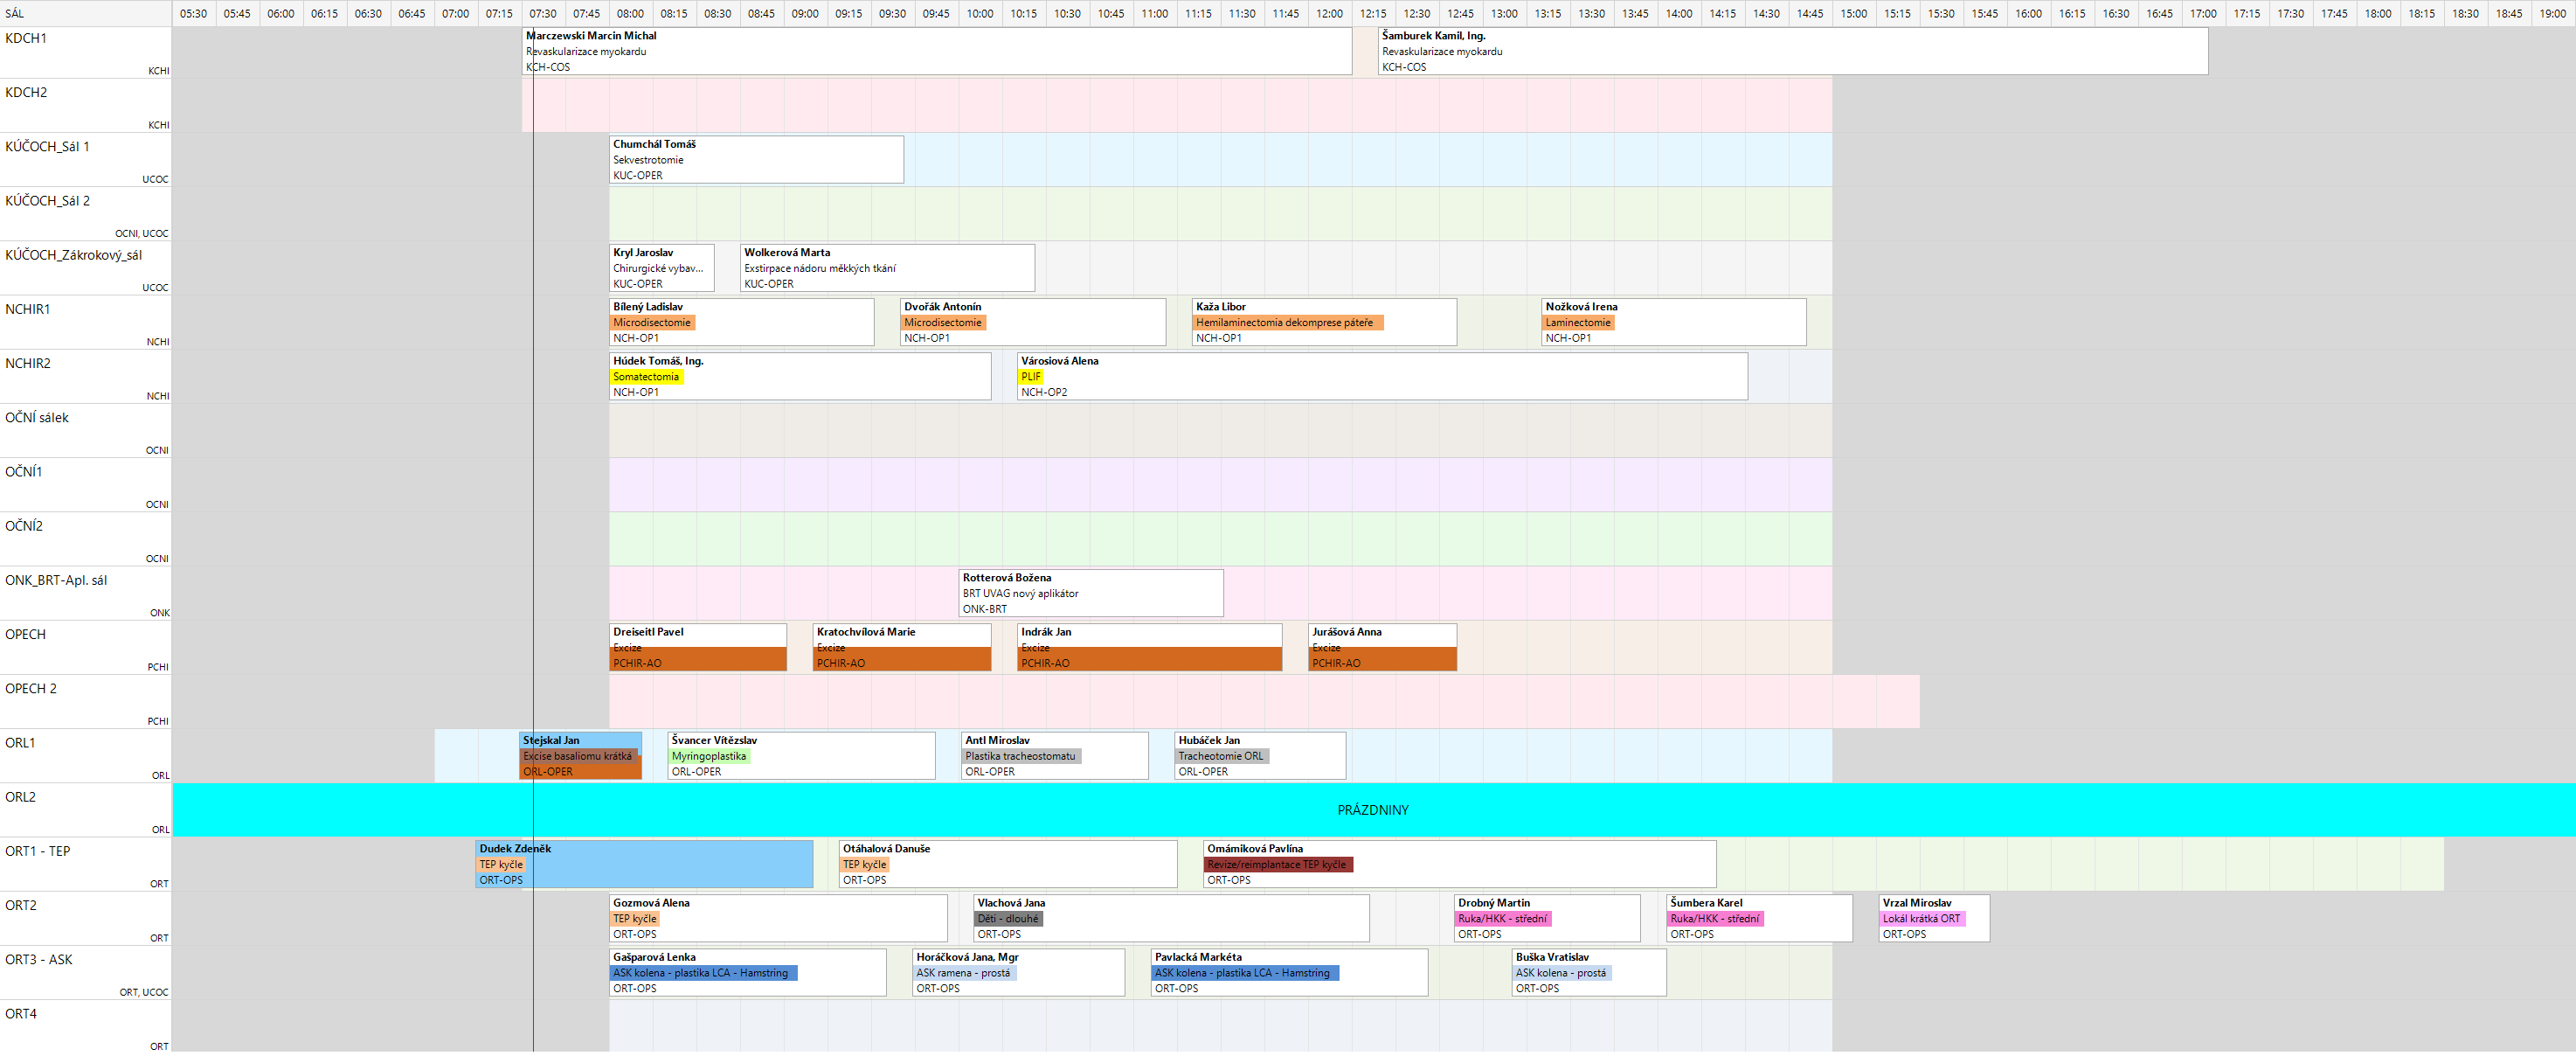 SÁL 05:30 05:45 06:00 06:15 06:30 06:45 07:00 07:15 07:30 07:45 08:00 08:15 08:30 08:45 09:00 09:15 09:30 09:45 10:00 10:15 10:30 10:45 11:00 11:15 11:30 11:45 12:00 12:15 12:30 12:45 13:00 13:15 13:30 13:45 14:00 14:15 14:30 14:45 15:00 15:15 15:30 15:45 16:00 16:15 16:30 16:45 17:00 17:15 17:30 17:45 18:00 18:15 18:30 18:45 19:00
KDCH1
KCHI
Marczewski Marcin Michal
Revaskularizace myokardu
KCH-COS
Šamburek Kamil, Ing.
Revaskularizace myokardu
KCH-COS
KDCH2
KCHI
KÚČOCH_Sál 1
UCOC
Chumchál Tomáš
Sekvestrotomie
KUC-OPER
KÚČOCH_Sál 2
OCNI, UCOC
KÚČOCH_Zákrokový_sál
UCOC
Kryl Jaroslav
Chirurgické vybav...
KUC-OPER
Wolkerová Marta
Exstirpace nádoru měkkých tkání
KUC-OPER
NCHIR1
NCHI
Bílený Ladislav
Microdisectomie
NCH-OP1
Dvořák Antonín
Microdisectomie
NCH-OP1
Kaža Libor
Hemilaminectomia dekomprese páteře
NCH-OP1
Nožková Irena
Laminectomie
NCH-OP1
NCHIR2
NCHI
Húdek Tomáš, Ing.
Somatectomia
NCH-OP1
Városiová Alena
PLIF
NCH-OP2
OČNÍ sálek
OCNI
OČNÍ1
OCNI
OČNÍ2
OCNI
ONK_BRT-Apl. sál
ONK
Rotterová Božena
BRT UVAG nový aplikátor
ONK-BRT
OPECH
PCHI
Dreiseitl Pavel
Excize
PCHIR-AO
Kratochvílová Marie
Excize
PCHIR-AO
Indrák Jan
Excize
PCHIR-AO
Jurášová Anna
Excize
PCHIR-AO
OPECH 2
PCHI
ORL1
ORL
Stejskal Jan
Excise basaliomu krátká
ORL-OPER
Švancer Vítězslav
Myringoplastika
ORL-OPER
Antl Miroslav
Plastika tracheostomatu
ORL-OPER
Hubáček Jan
Tracheotomie ORL
ORL-OPER
ORL2
ORL
PRÁZDNINY
ORT1 - TEP
ORT
Dudek Zdeněk
TEP kyčle
ORT-OPS
Otáhalová Danuše
TEP kyčle
ORT-OPS
Omámiková Pavlína
Revize/reimplantace TEP kyčle
ORT-OPS
ORT2
ORT
Gozmová Alena
TEP kyčle
ORT-OPS
Vlachová Jana
Děti - dlouhé
ORT-OPS
Drobný Martin
Ruka/HKK - střední
ORT-OPS
Šumbera Karel
Ruka/HKK - střední
ORT-OPS
Vrzal Miroslav
Lokál krátká ORT
ORT-OPS
ORT3 - ASK
ORT, UCOC
Gašparová Lenka
ASK kolena - plastika LCA - Hamstring
ORT-OPS
Horáčková Jana, Mgr
ASK ramena - prostá
ORT-OPS
Pavlacká Markéta
ASK kolena - plastika LCA - Hamstring
ORT-OPS
Buška Vratislav
ASK kolena - prostá
ORT-OPS
ORT4
ORT